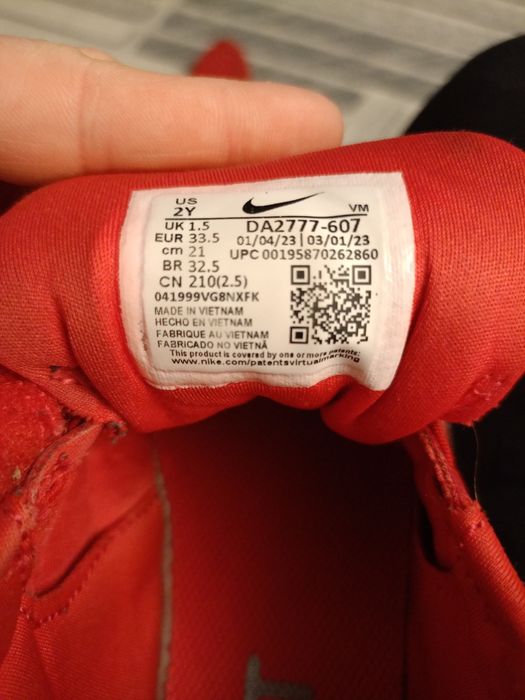 US
2Y
VM
UK 1.5
DA2777-607
EUR 33.5
01/04/23 | 03/01/23
cm 21
UPC 00195870262860
BR 32.5
CN 210(2.5)
041999VG8NXFK
MADE IN VIETNAM
HECHO EN VIETNAM
FABRIQUE AU VIETNAM
FABRICADO NO VIETNÃ
This product is covered by one or more patents:
www.nike.com/patentsvirtualmarking